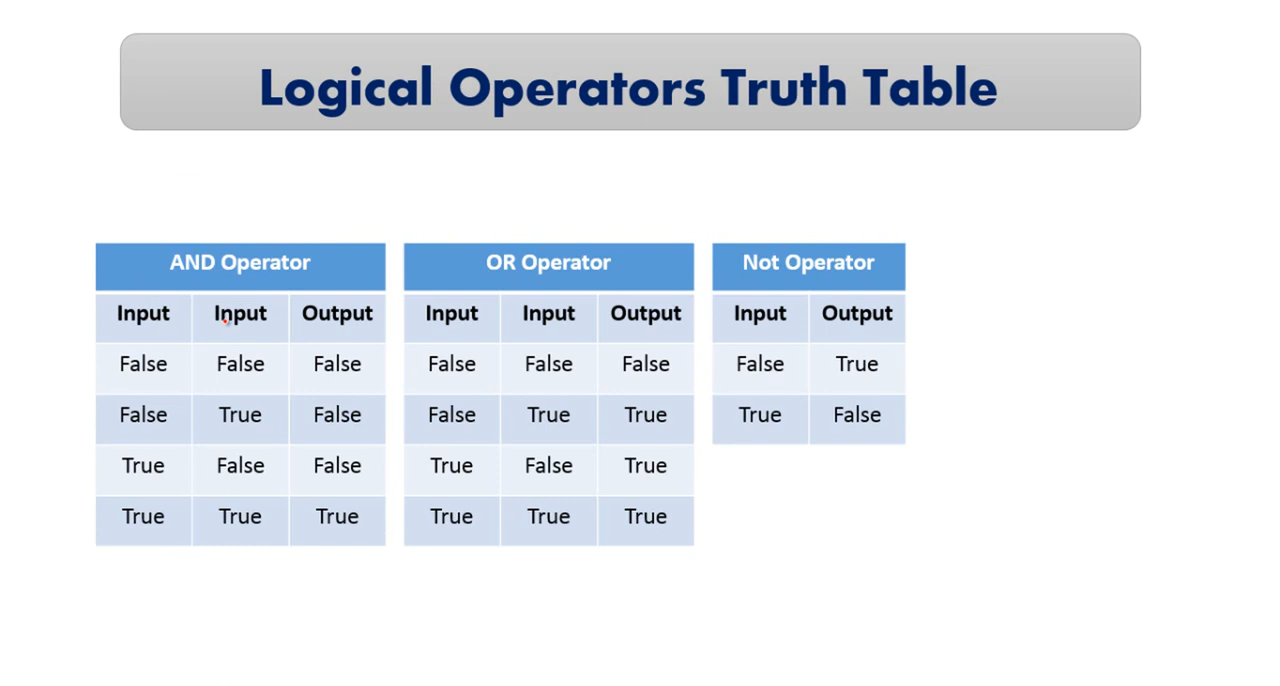 Logical Operators Truth Table
AND Operator
Input Input Output
False False False
False True False
True False False
True True True
OR Operator
Input Input Output
False False False
False True True
True False True
True True True
Not Operator
Input Output
False True
True False